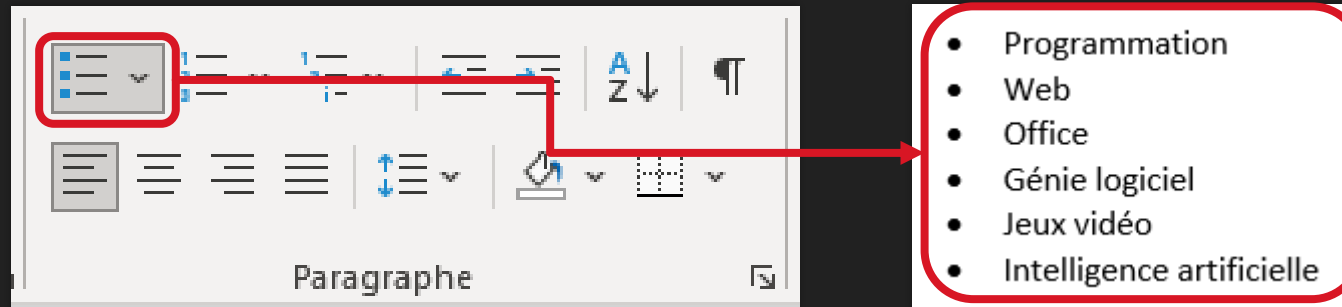 Paragraphe
• Programmation
• Web
• Office
• Génie logiciel
• Jeux vidéo
• Intelligence artificielle